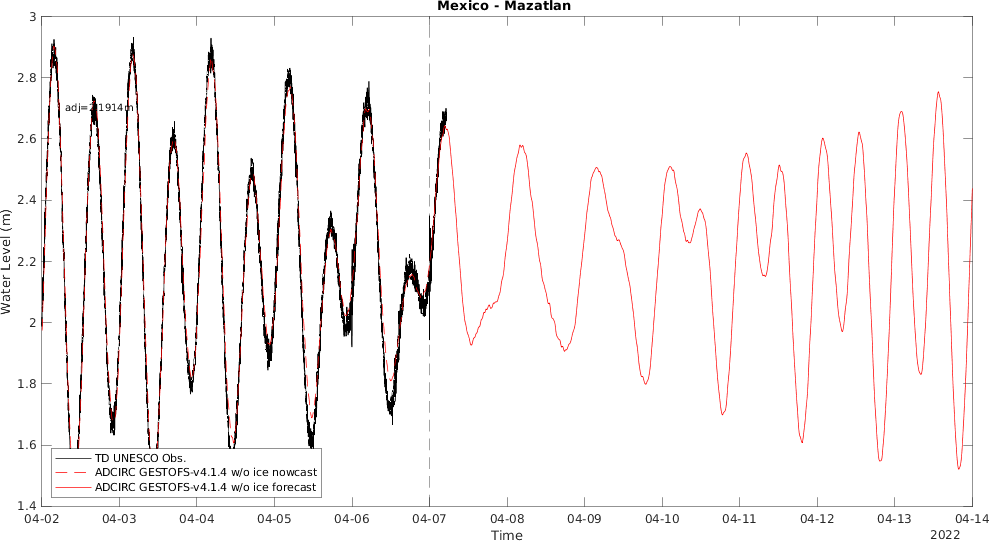 Mexico - Mazatlan
3
2.8
2.6
2.4
2.2
2
1.8
1.6
1.4
Water Level (m)
adj=2.1914m
TD UNESCO Obs.
ADCIRC GESTOFS-v4.1.4 w/o ice nowcast
ADCIRC GESTOFS-v4.1.4 w/o ice forecast
04-02 04-03 04-04 04-05 04-06 04-07 04-08 04-09 04-10 04-11 04-12 04-13 04-14
Time
2022